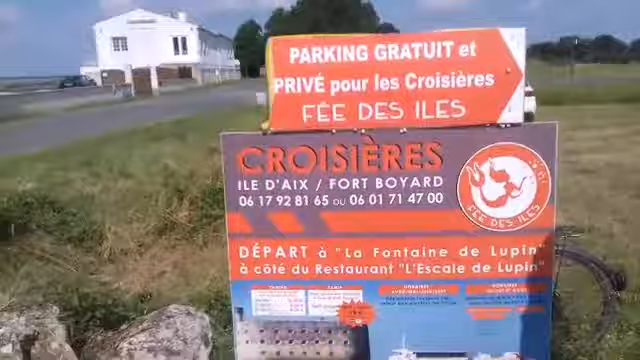 PARKING GRATUIT et
PRIVÉ pour les Croisières
FÉE DES ILES
CROISIÈRES
ILE D'AIX / FORT BOYARD
06 17 92 81 65 OU 06 01 71 47 00
FÉE DES ILES
DÉPART à "La Fontaine de Lupin"
à côté du Restaurant "L'Escale de Lupin"